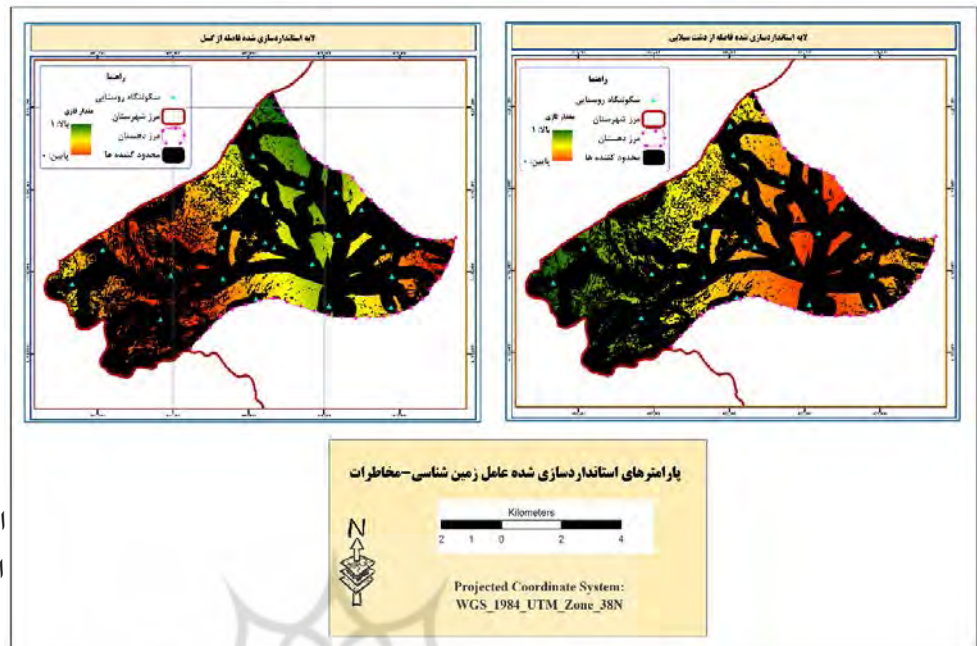 لایه استانداردسازی شده فاصله از گسل
راهنما
سکونتگاه روستایی
مرز شهرستان
مرز دهستان
محدود کننده ها
مقدار فازی
بالا: ۱
پایین: ۰
لایه استانداردسازی شده فاصله از دشت سیلابی
راهنما
سکونتگاه روستایی
مرز شهرستان
مرز دهستان
محدود کننده ها
مقدار فازی
بالا: ۱
پایین: ۰
پارامترهای استانداردسازی شده عامل زمین شناسی-مخاطرات
N
Kilometers
2 1 0 2 4
Projected Coordinate System:
WGS_1984_UTM_Zone_38N